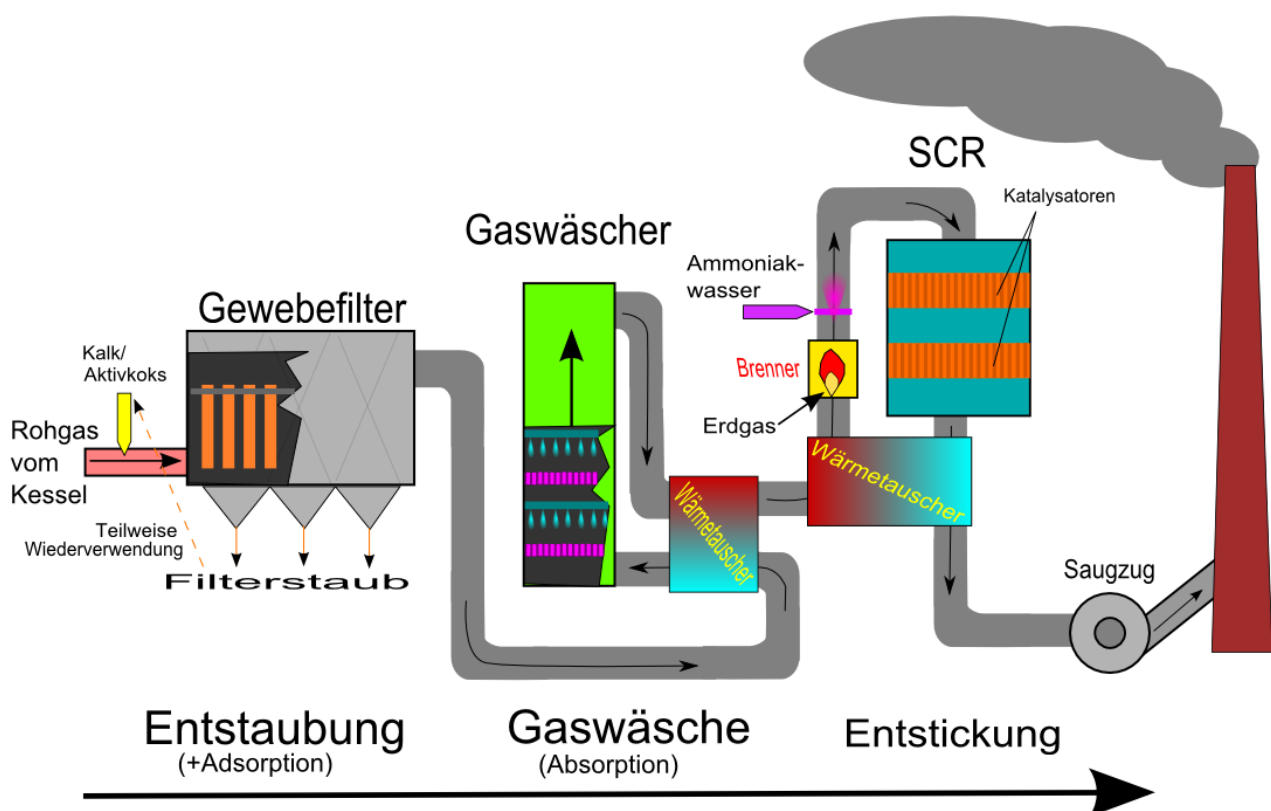 SCR
Katalysatoren
Gaswäscher
Ammoniak-
wasser
Gewebefilter
Kalk/
Aktivkoks
Brenner
Erdgas
Rohgas
vom
Kessel
Wärmetauscher
Wärmetauscher
Teilweise
Wiederverwendung
Filterstaub
Saugzug
Entstaubung
(+Adsorption)
Gaswäsche
(Absorption)
Entstickung